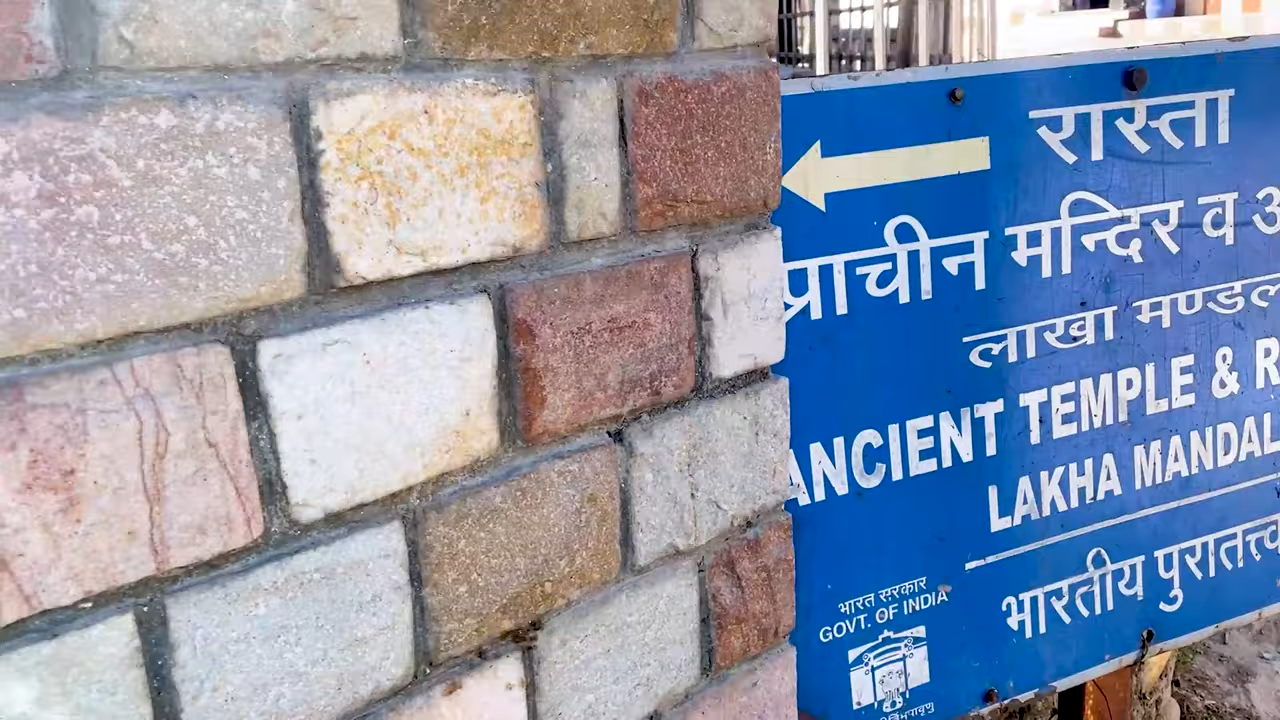 रास्ता
प्राचीन मन्दिर व
लाखा मण्डल
ANCIENT TEMPLE &
LAKHA MANDAL
भारतीय पुरातत्त्व
भारत सरकार
GOVT. OF INDIA